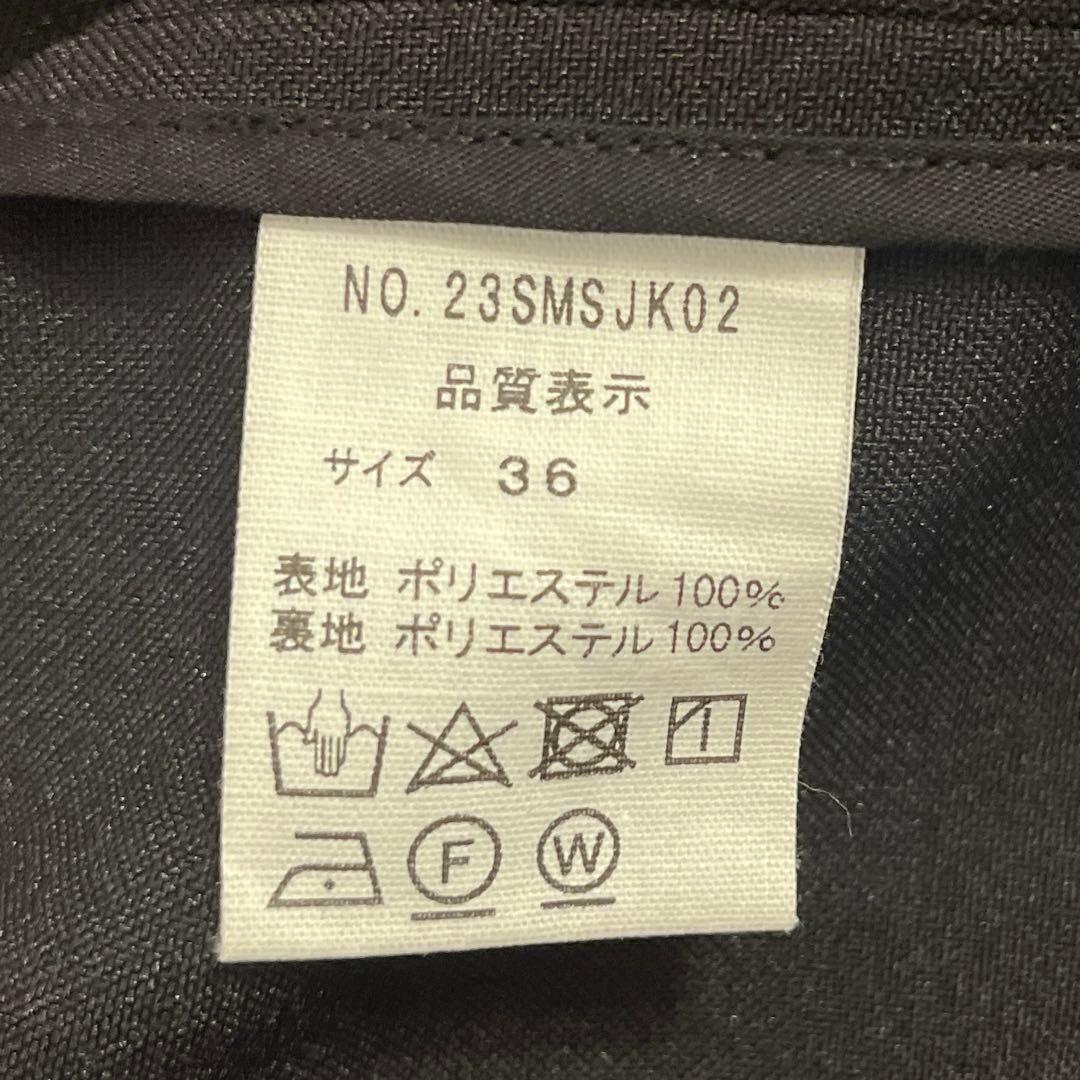 NO.23SMSJK02
品質表示
サイズ 36
表地 ポリエステル100%
裏地 ポリエステル100%
F W